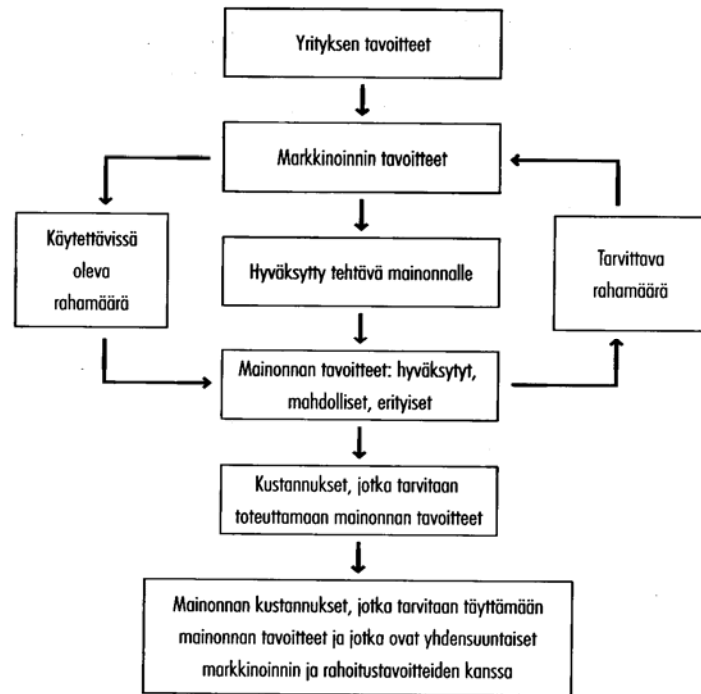 Yrityksen tavoitteet
Markkinoinnin tavoitteet
Käytettävissä
oleva
rahamäärä
Hyväksytty tehtävä mainonnalle
Tarvittava
rahamäärä
Mainonnan tavoitteet: hyväksytyt,
mahdolliset, erityiset
Kustannukset, jotka tarvitaan
toteuttamaan mainonnan tavoitteet
Mainonnan kustannukset, jotka tarvitaan täyttämään
mainonnan tavoitteet ja jotka ovat yhdensuuntaiset
markkinoinnin ja rahoitustavoitteiden kanssa